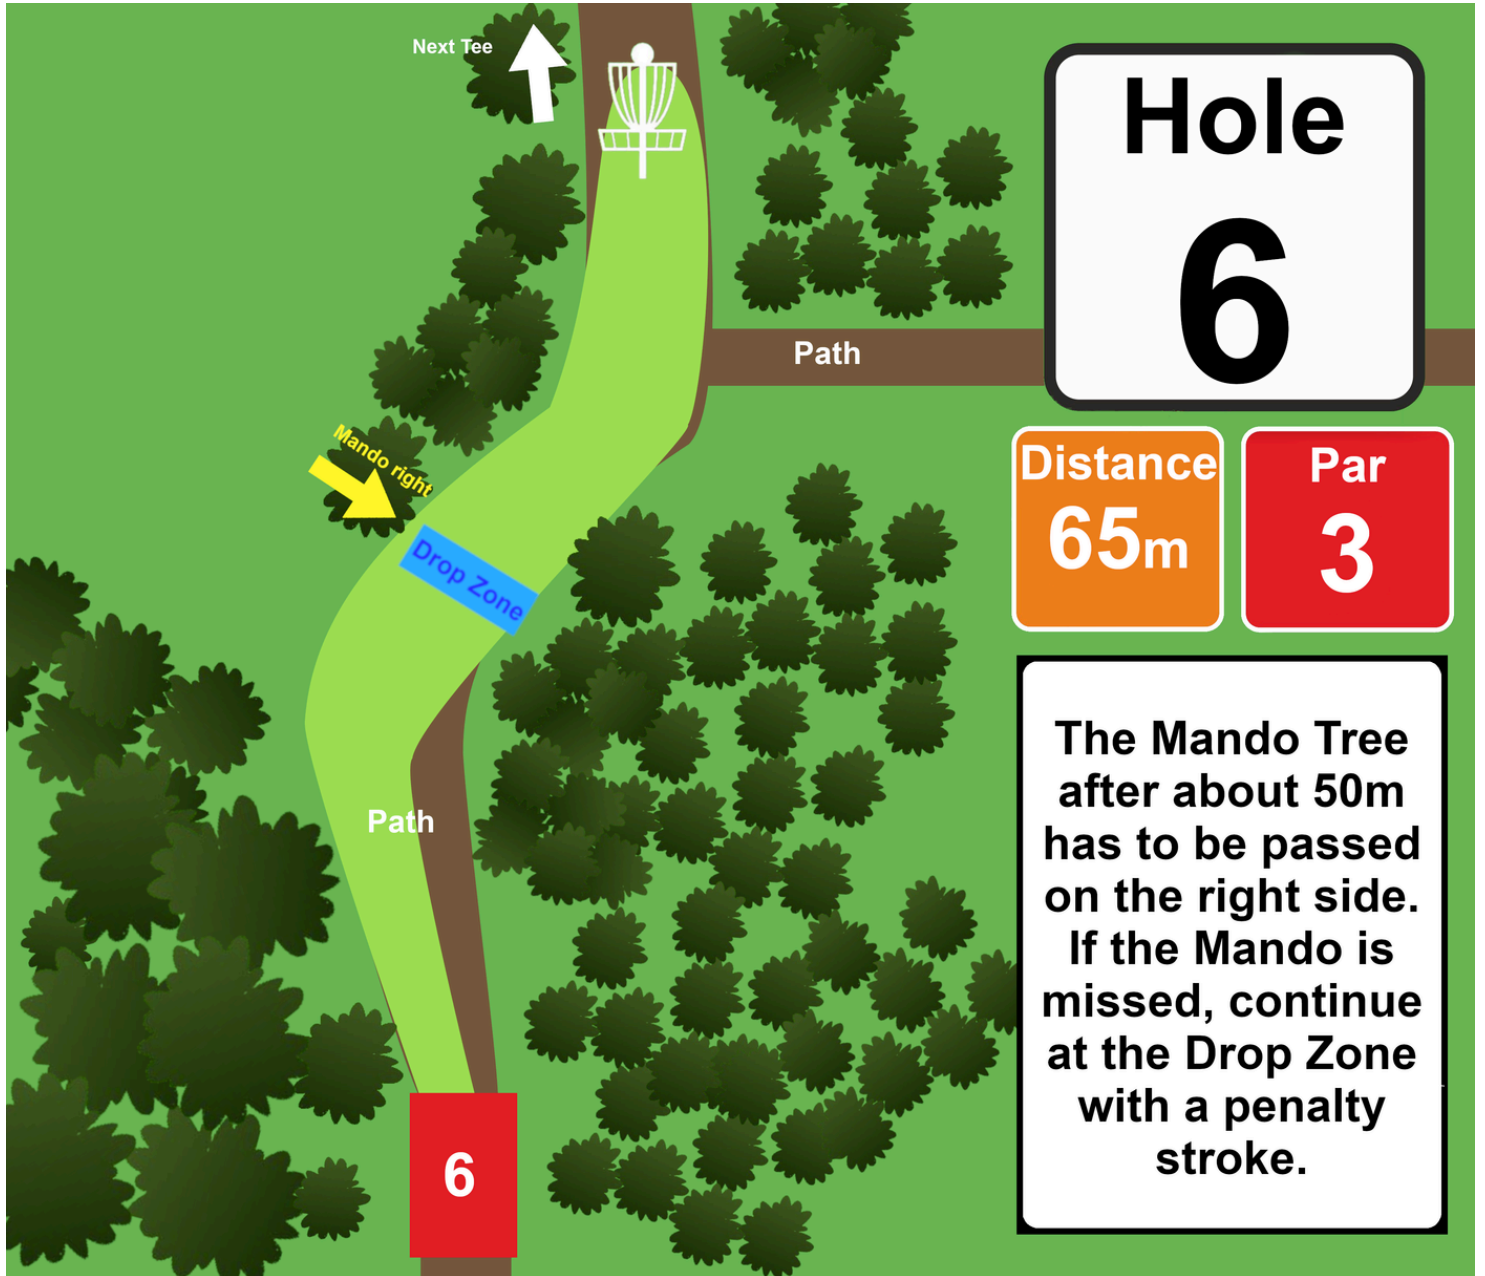 Next Tee
Hole
6
Path
Mando right
Distance
65m
Par
3
Drop Zone
The Mando Tree
after about 50m
has to be passed
on the right side.
If the Mando is
missed, continue
at the Drop Zone
with a penalty
stroke.
Path
6